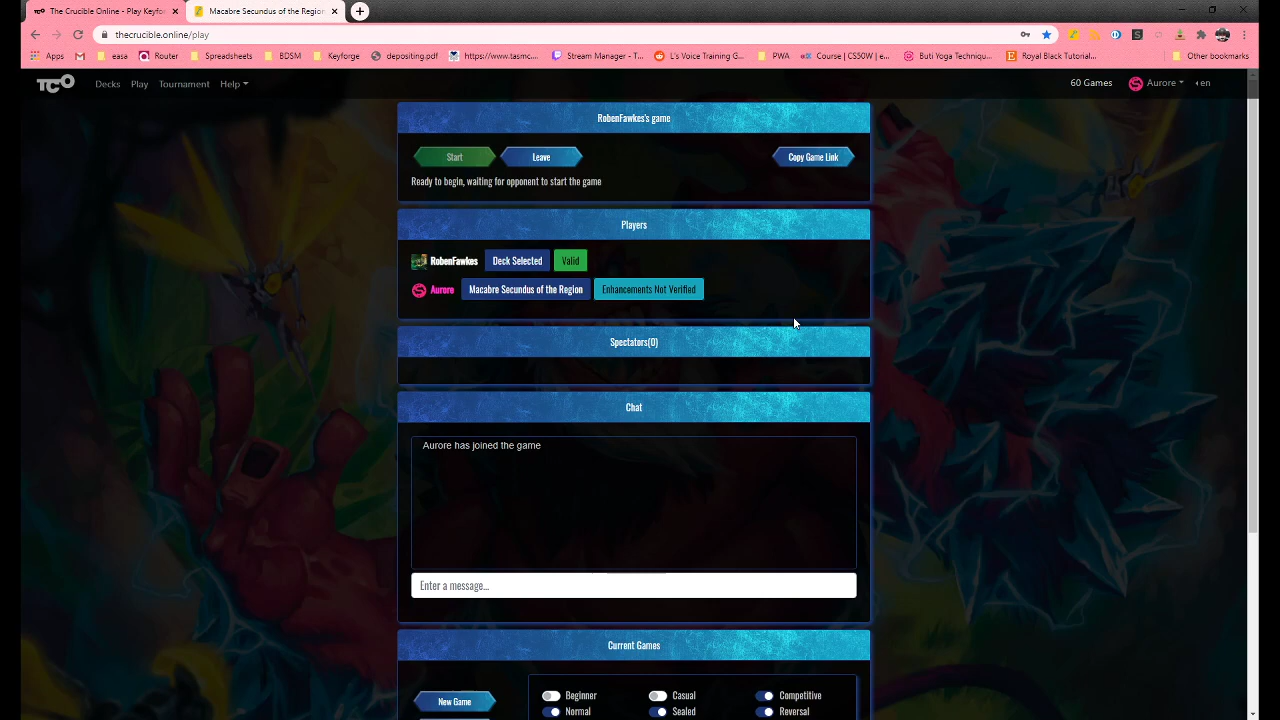 The Crucible Online - Play Keyfor
Macabre Secundus of the Region
thecrucible.online/play
Apps
easa
Router
Spreadsheets
BDSM
Keyforge
depositing.pdf
https://www.tasmc....
Stream Manager - T...
L's Voice Training G...
PWA
Course | CS50W | e...
Buti Yoga Techniqu...
Royal Black Tutorial...
Other bookmarks
TCO
Decks
Play
Tournament
Help
60 Games
Aurore
en
RobenFawkes's game
Start
Leave
Copy Game Link
Ready to begin, waiting for opponent to start the game
Players
RobenFawkes
Deck Selected
Valid
Aurore
Macabre Secundus of the Region
Enhancements Not Verified
Spectators(0)
Chat
Aurore has joined the game
Enter a message...
Current Games
New Game
Beginner
Casual
Competitive
Normal
Sealed
Reversal